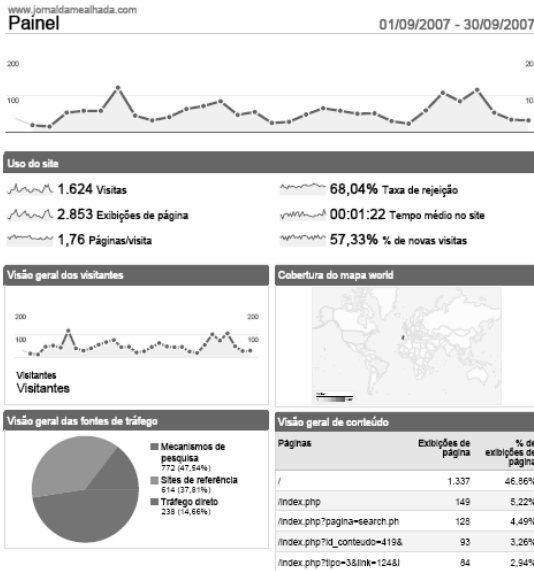 www.jornaldamealhada.com
Painel
01/09/2007 - 30/09/2007
200
20
100
10
Uso do site
1.624 Visitas
68,04% Taxa de rejeição
2.853 Exibições de página
00:01:22 Tempo médio no site
1,76 Páginas/visita
57,33% % de novas visitas
Visão geral dos visitantes
200
200
100
100
Visitantes
Visitantes
Cobertura do mapa world
Visão geral das fontes de tráfego
Mecanismos de
pesquisa
772 (47,54%)
Sites de referência
614 (37,81%)
Tráfego direto
238 (14,66%)
Visão geral de conteúdo
Páginas
Exibições de
página
% de
exibições de
página
/ 1.337 46,86%
/index.php 149 5,22%
/index.php?pagina=search.ph 128 4,49%
/index.php?id_conteudo=419& 93 3,26%
/index.php?tipo=3&link=124&i 84 2,94%